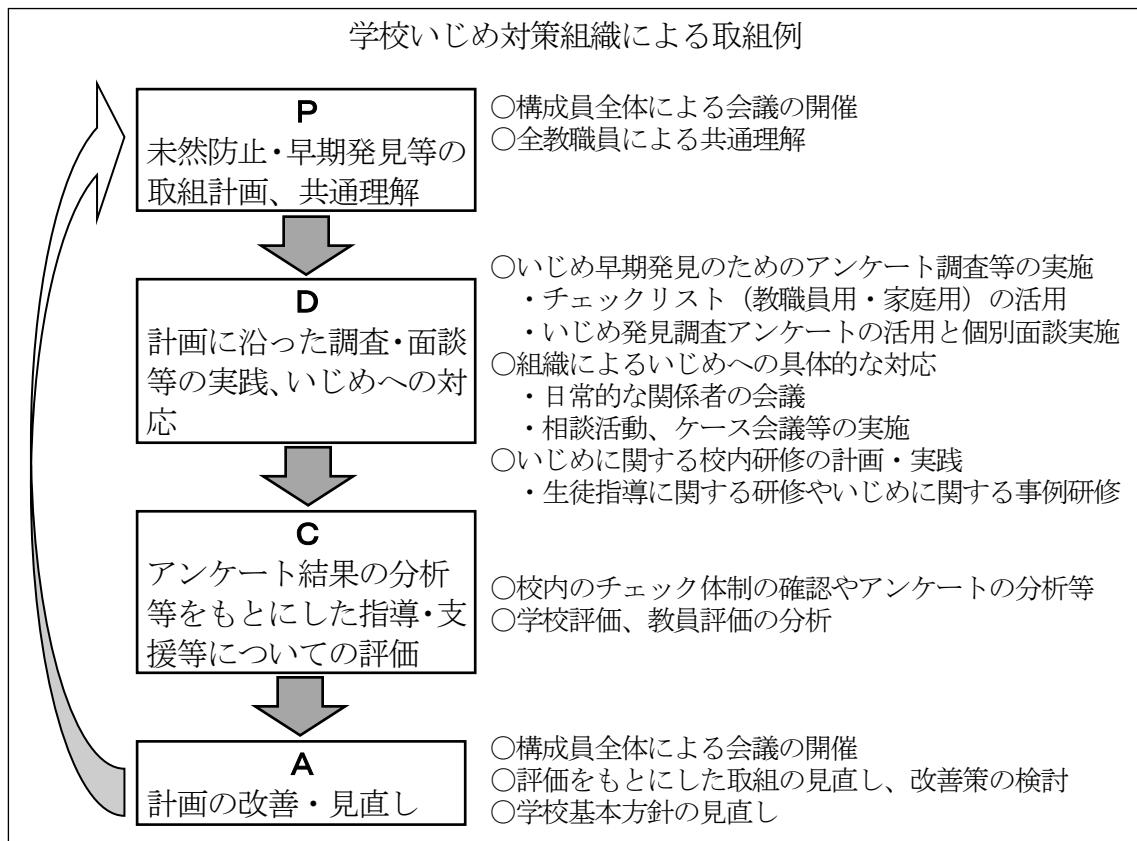 学校いじめ対策組織による取組例
P
未然防止・早期発見等の
取組計画、共通理解
○構成員全体による会議の開催
○全教職員による共通理解
D
計画に沿った調査・面談
等の実践、いじめへの対
応
○いじめ早期発見のためのアンケート調査等の実施
・チェックリスト（教職員用・家庭用）の活用
・いじめ発見調査アンケートの活用と個別面談実施
○組織によるいじめへの具体的な対応
・日常的な関係者の会議
・相談活動、ケース会議等の実施
○いじめに関する校内研修の計画・実践
・生徒指導に関する研修やいじめに関する事例研修
C
アンケート結果の分析
等をもとにした指導・支
援等についての評価
○校内のチェック体制の確認やアンケートの分析等
○学校評価、教員評価の分析
A
計画の改善・見直し
○構成員全体による会議の開催
○評価をもとにした取組の見直し、改善策の検討
○学校基本方針の見直し